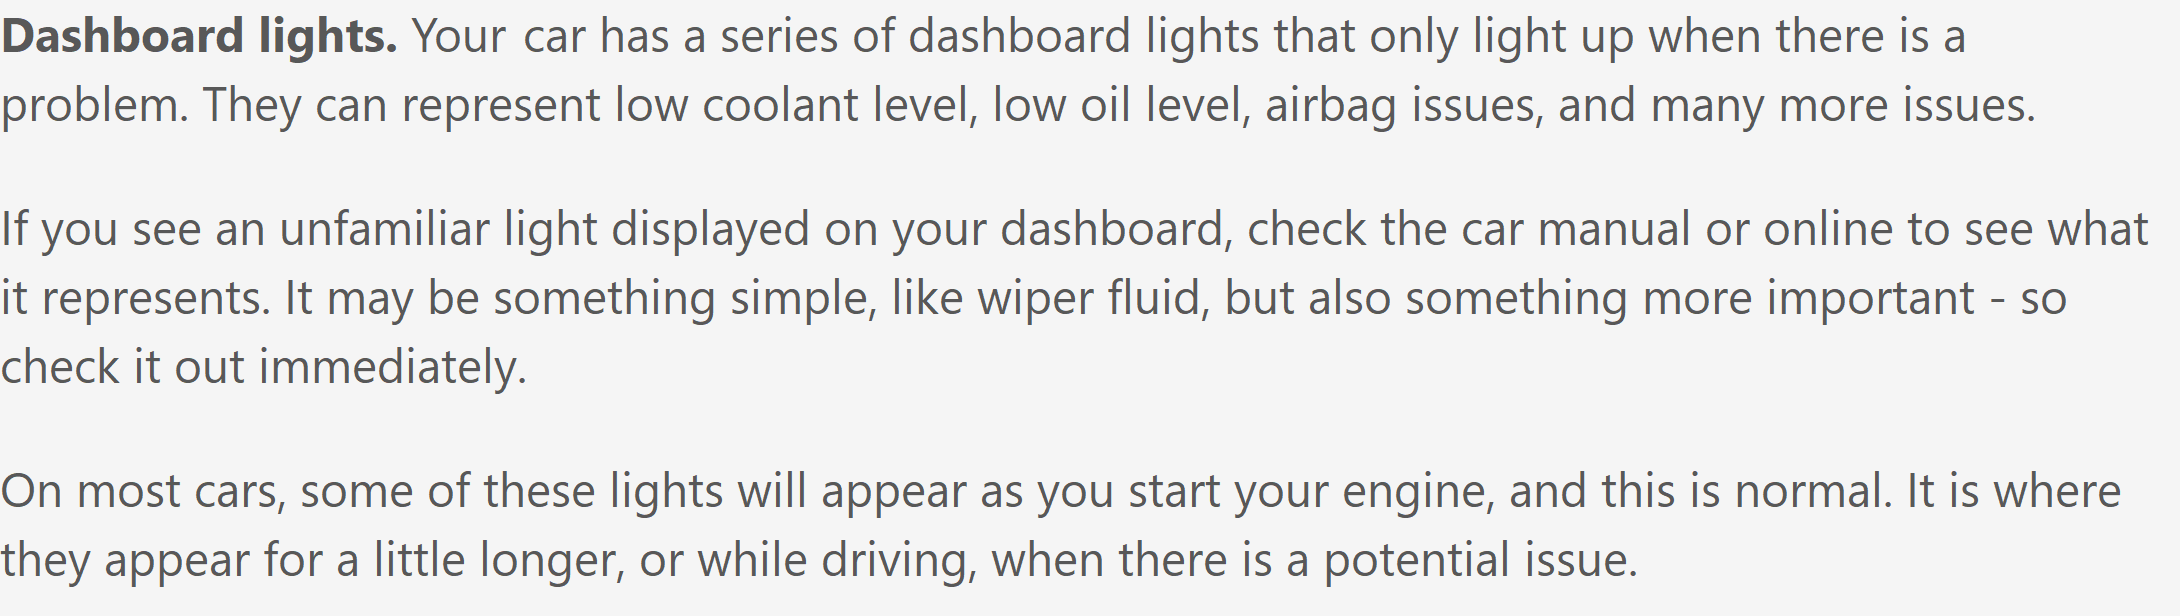 Dashboard lights. Your car has a series of dashboard lights that only light up when there is a
problem. They can represent low coolant level, low oil level, airbag issues, and many more issues.
If you see an unfamiliar light displayed on your dashboard, check the car manual or online to see what
it represents. It may be something simple, like wiper fluid, but also something more important - so
check it out immediately.
On most cars, some of these lights will appear as you start your engine, and this is normal. It is where
they appear for a little longer, or while driving, when there is a potential issue.